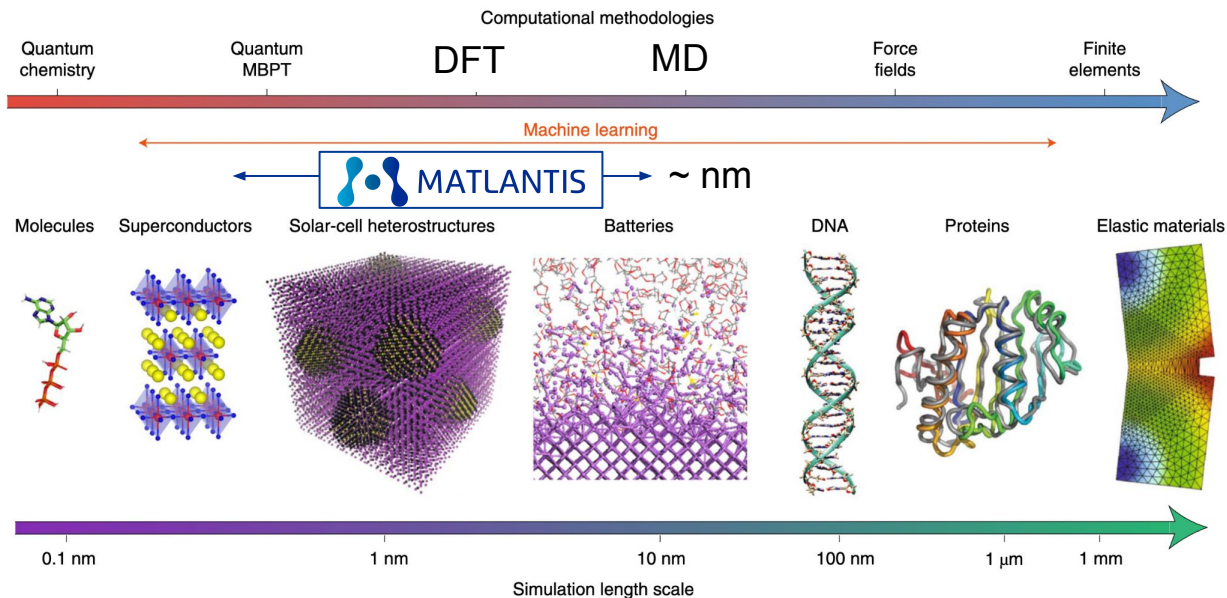 Computational methodologies
Quantum
chemistry
Quantum
MBPT
DFT
MD
Force
fields
Finite
elements
Machine learning
MATLANTIS
~ nm
Molecules
Superconductors
Solar-cell heterostructures
Batteries
DNA
Proteins
Elastic materials
0.1 nm
1 nm
10 nm
100 nm
1 μm
1 mm
Simulation length scale